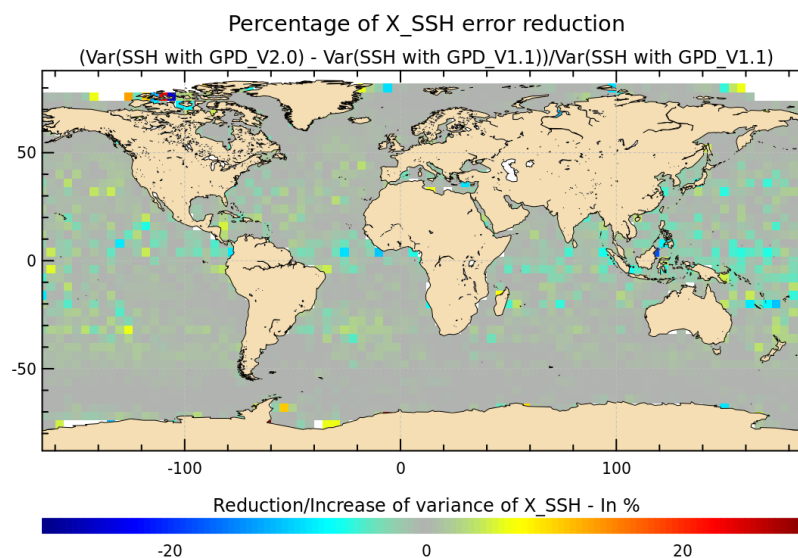 Percentage of X_SSH error reduction
(Var(SSH with GPD_V2.0) - Var(SSH with GPD_V1.1))/Var(SSH with GPD_V1.1)
50
0
-50
-100 0 100
Reduction/Increase of variance of X_SSH - In %
-20 0 20